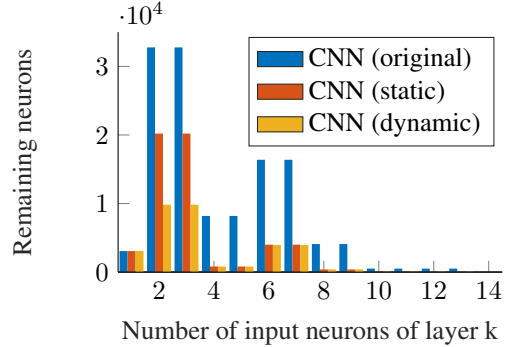 ·10⁴
3
2
1
0
Remaining neurons
CNN (original)
CNN (static)
CNN (dynamic)
2 4 6 8 10 12 14
Number of input neurons of layer k